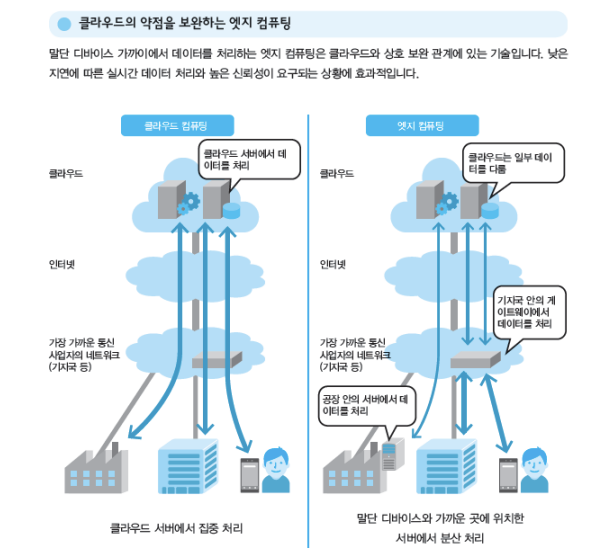 클라우드의 약점을 보완하는 엣지 컴퓨팅
말단 디바이스 가까이에서 데이터를 처리하는 엣지 컴퓨팅은 클라우드와 상호 보완 관계에 있는 기술입니다. 낮은
지연에 따른 실시간 데이터 처리와 높은 신뢰성이 요구되는 상황에 효과적입니다.
클라우드 컴퓨팅
클라우드
클라우드 서버에서 데
이터를 처리
인터넷
가장 가까운 통신
사업자의 네트워크
(기지국 등)
클라우드 서버에서 집중 처리
엣지 컴퓨팅
클라우드
클라우드는 일부 데이
터를 다룸
인터넷
기지국 안의 게
이트웨이에서
데이터를 처리
가장 가까운 통신
사업자의 네트워크
(기지국 등)
공장 안의 서버에서 데
이터를 처리
말단 디바이스와 가까운 곳에 위치한
서버에서 분산 처리